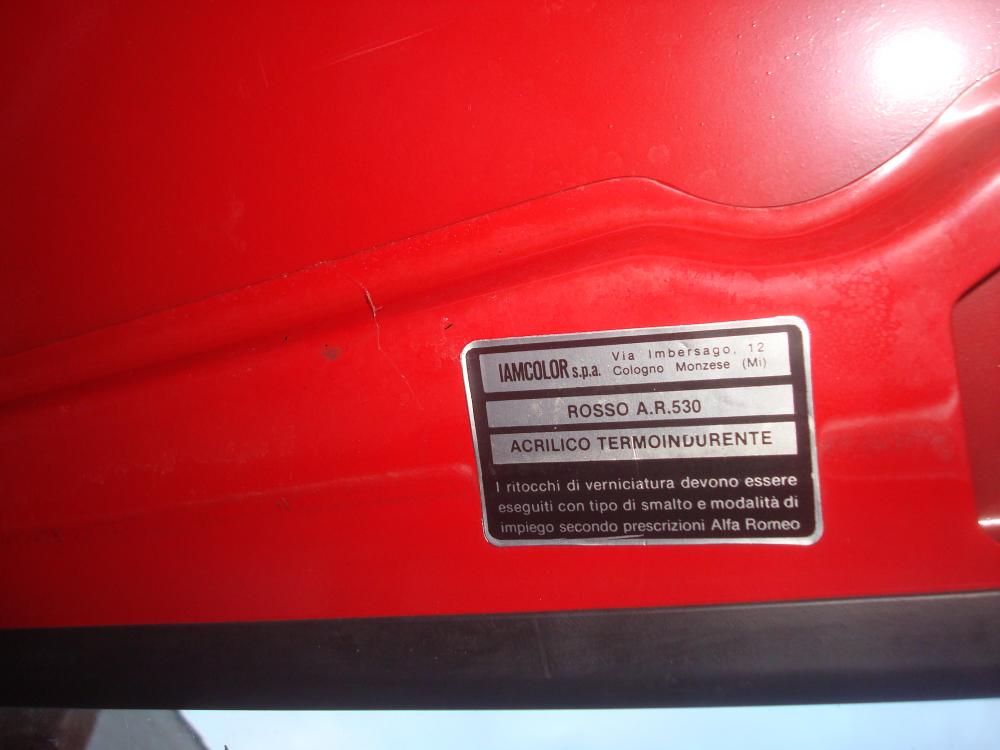 IAMCOLOR s.p.a. Via Imbersago, 12
Cologno Monzese (Mi)
ROSSO A.R.530
ACRILICO TERMOINDURENTE
I ritocchi di verniciatura devono essere
eseguiti con tipo di smalto e modalità di
impiego secondo prescrizioni Alfa Romeo